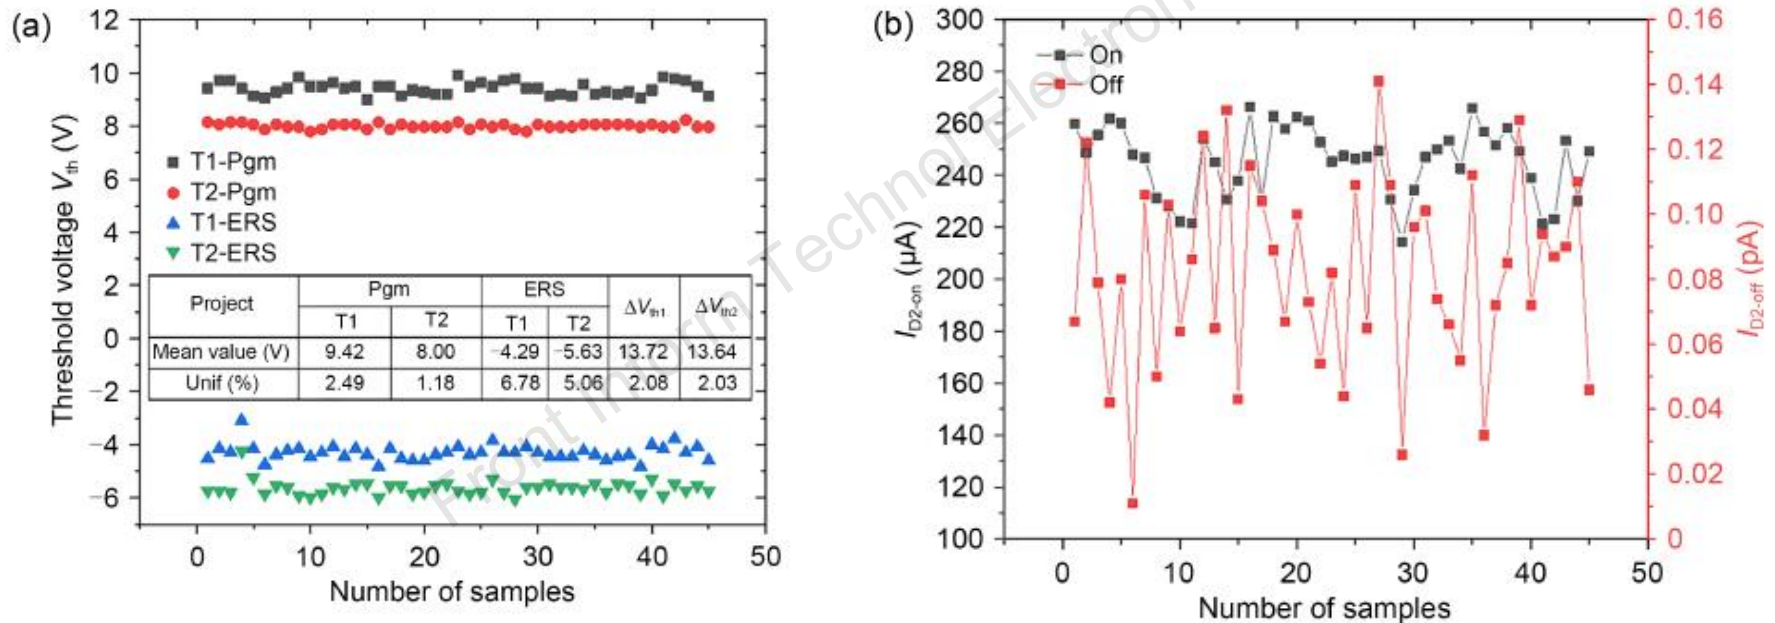 (a)
12
10
8
6
4
2
0
−2
−4
−6
Threshold voltage Vth (V)
T1-Pgm
T2-Pgm
T1-ERS
T2-ERS
Project Pgm ERS ΔVth1 ΔVth2
T1 T2 T1 T2
Mean value (V) 9.42 8.00 −4.29 −5.63 13.72 13.64
Unif (%) 2.49 1.18 6.78 5.06 2.08 2.03
0 10 20 30 40 50
Number of samples
(b)
300
280
260
240
220
200
180
160
140
120
100
ID2-on (μA)
On
Off
0.16
0.14
0.12
0.10
0.08
0.06
0.04
0.02
0
ID2-off (pA)
0 10 20 30 40 50
Number of samples
Front Inform Technol Electron